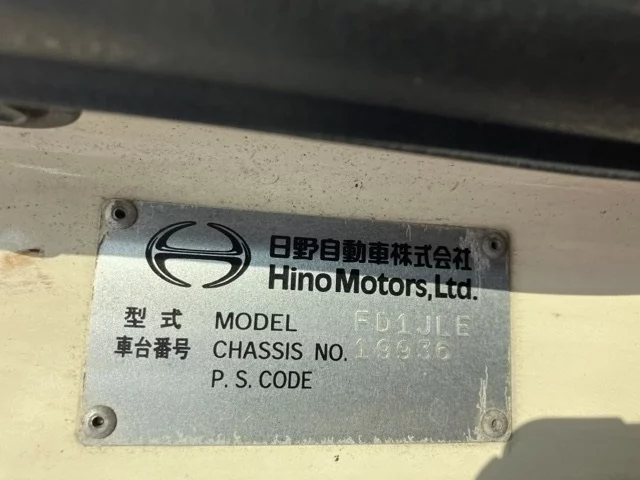 日野自動車株式会社
Hino Motors,Ltd.
型式 MODEL FD1JLE
車台番号 CHASSIS NO. 19936
P.S.CODE